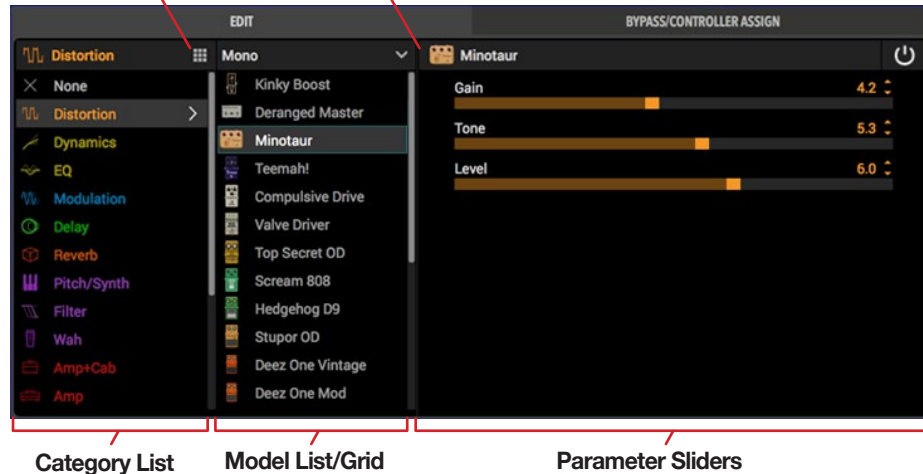 EDIT
BYPASS/CONTROLLER ASSIGN
Distortion
Mono
Minotaur
None
Distortion
Dynamics
EQ
Modulation
Delay
Reverb
Pitch/Synth
Filter
Wah
Amp+Cab
Amp
Kinky Boost
Deranged Master
Minotaur
Teemah!
Compulsive Drive
Valve Driver
Top Secret OD
Scream 808
Hedgehog D9
Stupor OD
Deez One Vintage
Deez One Mod
Gain 4.2
Tone 5.3
Level 6.0
Category List
Model List/Grid
Parameter Sliders